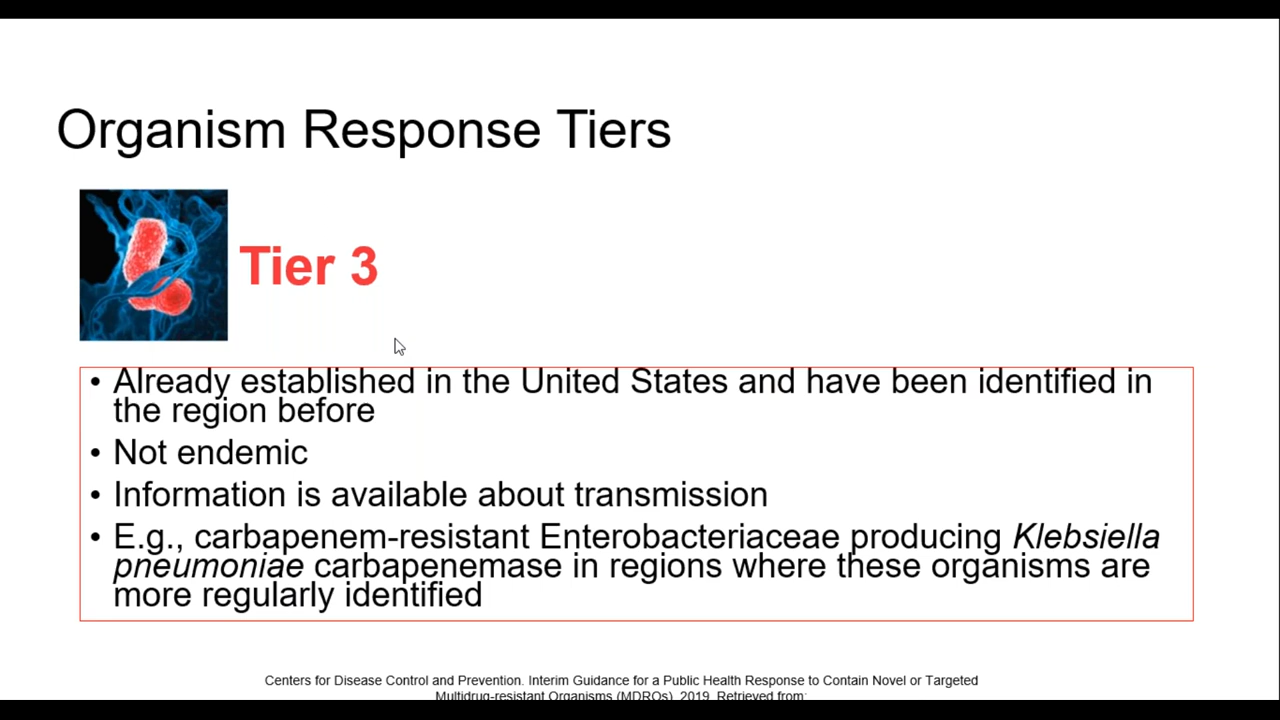 Organism Response Tiers
Tier 3
• Already established in the United States and have been identified in
the region before
• Not endemic
• Information is available about transmission
• E.g., carbapenem-resistant Enterobacteriaceae producing Klebsiella
pneumoniae carbapenemase in regions where these organisms are
more regularly identified
Centers for Disease Control and Prevention. Interim Guidance for a Public Health Response to Contain Novel or Targeted
Multidrug-resistant Organisms (MDROs). 2019. Retrieved from: